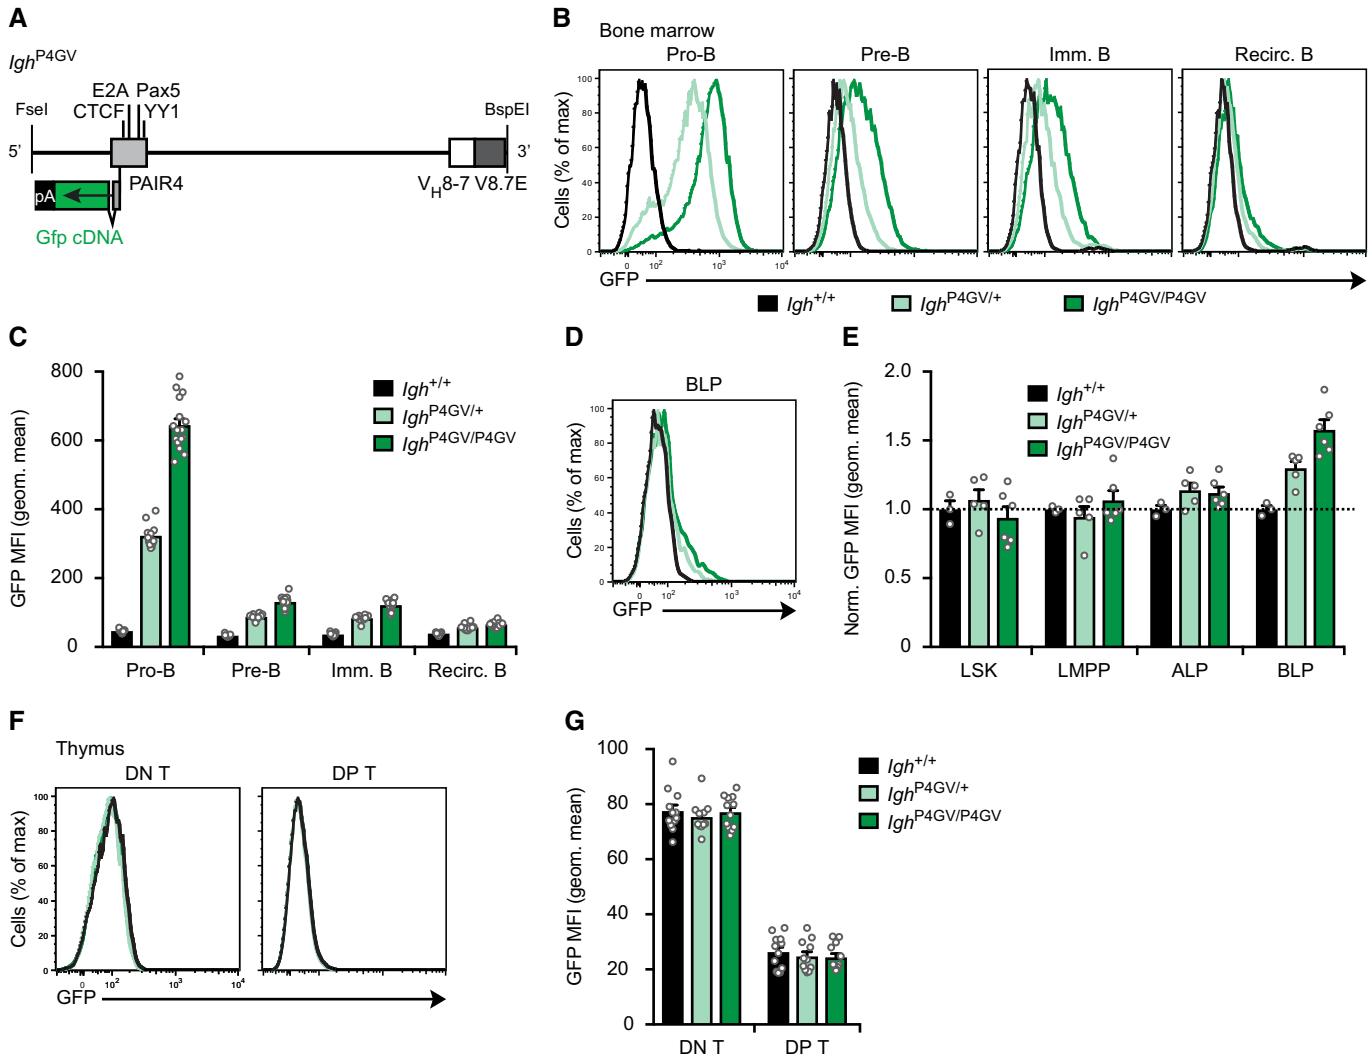 A
Igh^P4GV
E2A Pax5
CTCF YY1
FseI
BspEI
5’
3’
PAIR4
V_H8-7 V8.7E
pA
Gfp cDNA
B
Bone marrow
Pro-B Pre-B Imm. B Recirc. B
Cells (% of max)
100
80
60
40
20
0
0 10^2 10^3 10^4
GFP
Igh^+/+ Igh^P4GV/+ Igh^P4GV/P4GV
C
GFP MFI (geom. mean)
800
600
400
200
0
Igh^+/+
Igh^P4GV/+
Igh^P4GV/P4GV
Pro-B Pre-B Imm. B Recirc. B
D
BLP
Cells (% of max)
100
80
60
40
20
0
0 10^2 10^3 10^4
GFP
E
Norm. GFP MFI (geom. mean)
2.0
1.5
1.0
0.5
0
Igh^+/+
Igh^P4GV/+
Igh^P4GV/P4GV
LSK LMPP ALP BLP
F
Thymus
DN T DP T
Cells (% of max)
100
80
60
40
20
0
0 10^2 10^3 10^4
GFP
G
GFP MFI (geom. mean)
100
80
60
40
20
0
Igh^+/+
Igh^P4GV/+
Igh^P4GV/P4GV
DN T DP T